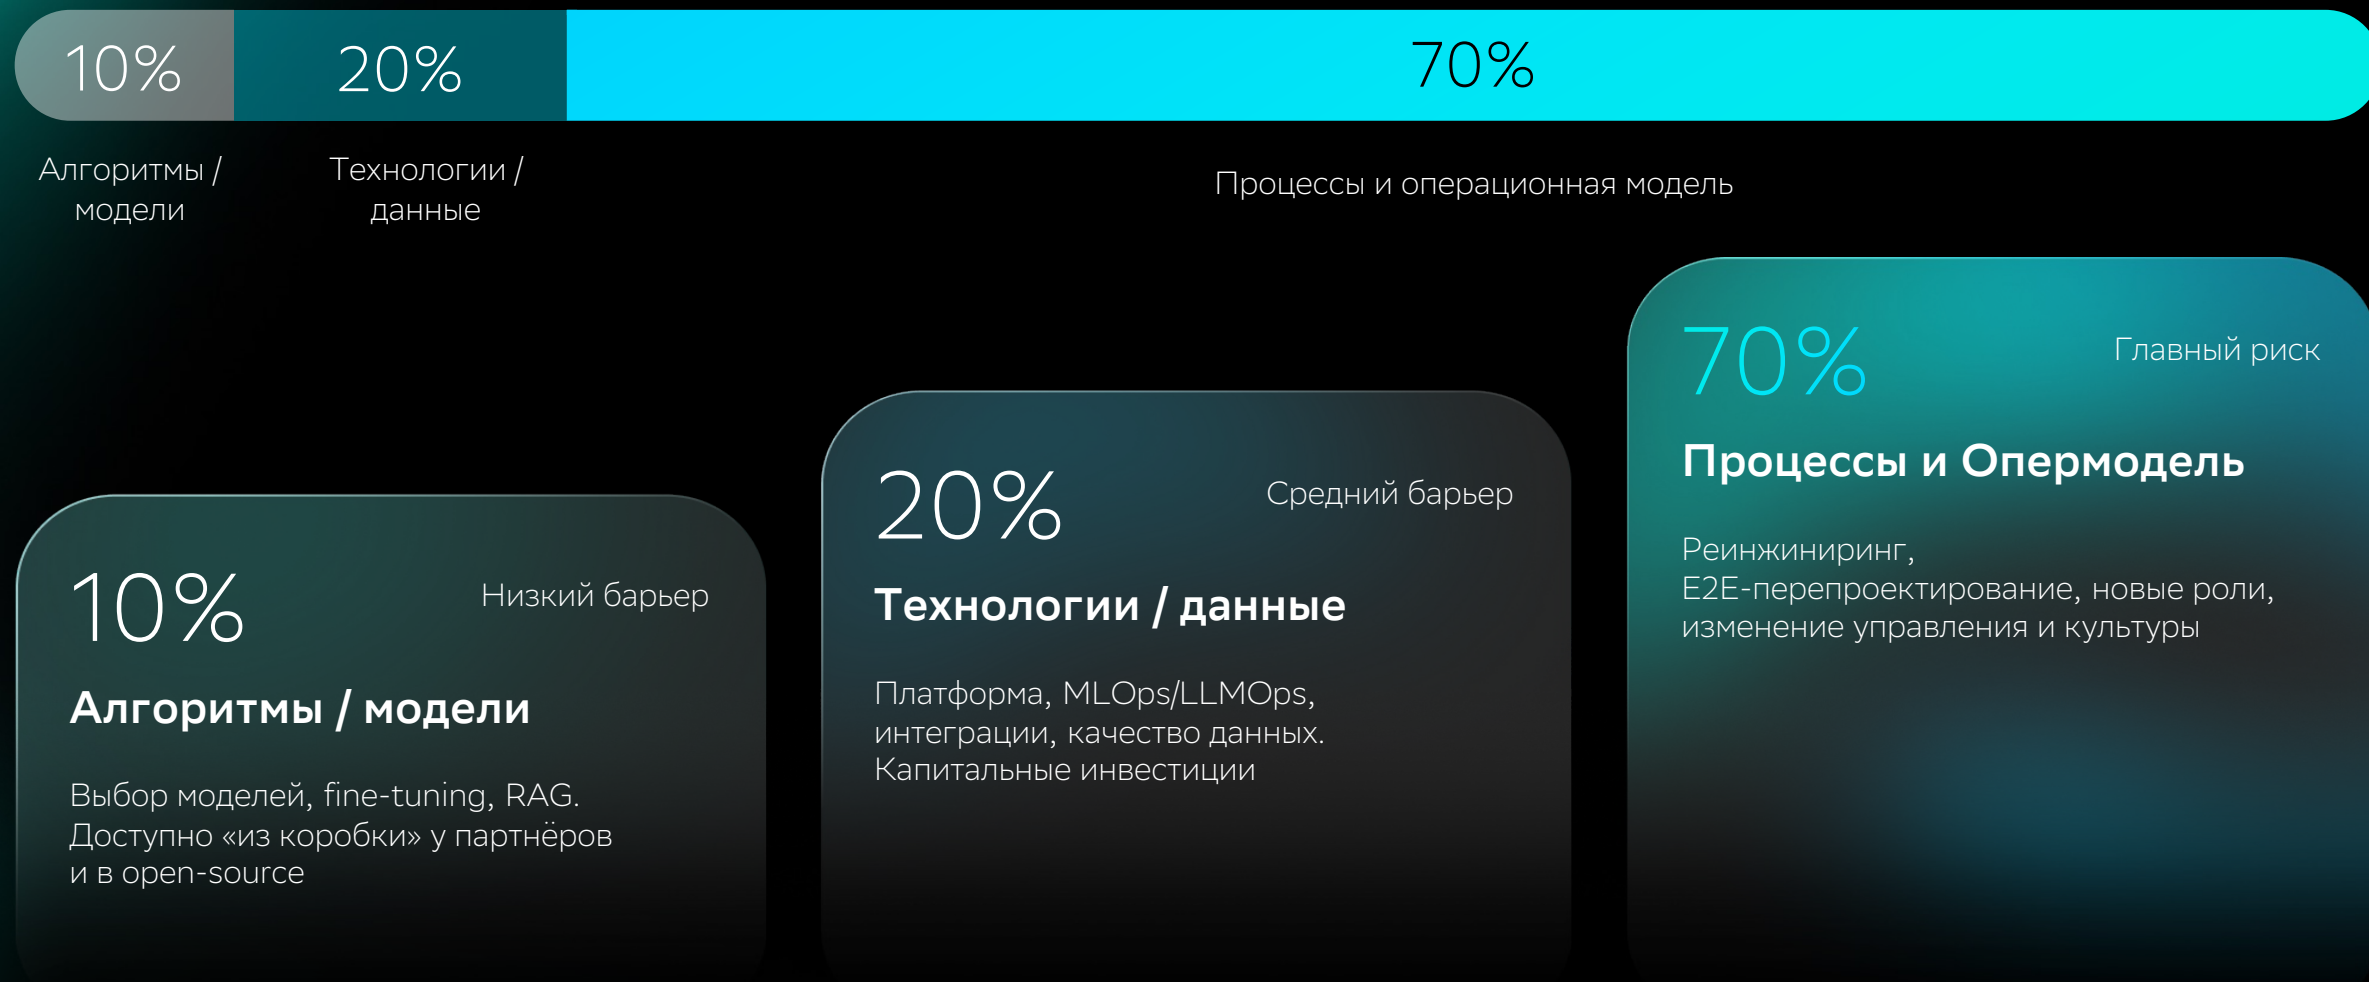 10%
20%
70%
Алгоритмы /
модели
Технологии /
данные
Процессы и операционная модель
10%
Низкий барьер
Алгоритмы / модели
Выбор моделей, fine-tuning, RAG.
Доступно «из коробки» у партнёров
и в open-source
20%
Средний барьер
Технологии / данные
Платформа, MLOps/LLMOps,
интеграции, качество данных.
Капитальные инвестиции
70%
Главный риск
Процессы и Опермодель
Реинжиниринг,
E2E-перепроектирование, новые роли,
изменение управления и культуры